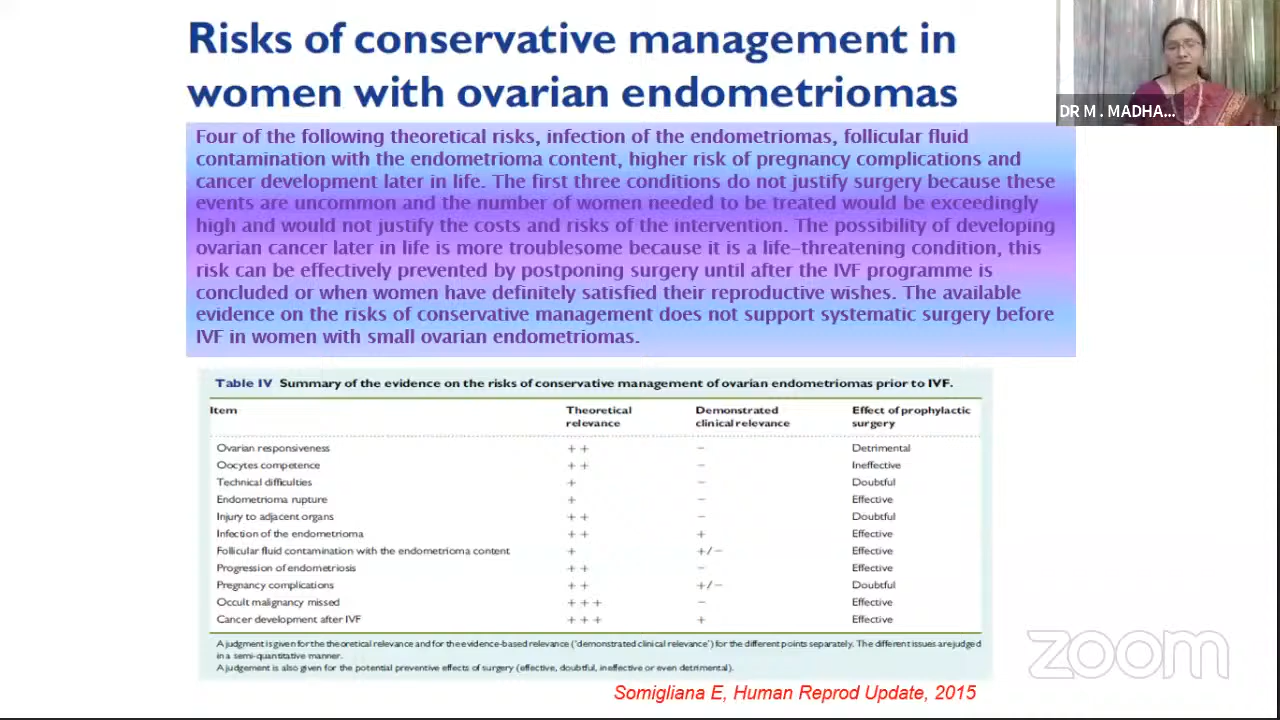 Risks of conservative management in
women with ovarian endometriomas
DR M . MADHA...
Four of the following theoretical risks, infection of the endometriomas, follicular fluid
contamination with the endometrioma content, higher risk of pregnancy complications and
cancer development later in life. The first three conditions do not justify surgery because these
events are uncommon and the number of women needed to be treated would be exceedingly
high and would not justify the costs and risks of the intervention. The possibility of developing
ovarian cancer later in life is more troublesome because it is a life-threatening condition, this
risk can be effectively prevented by postponing surgery until after the IVF programme is
concluded or when women have definitely satisfied their reproductive wishes. The available
evidence on the risks of conservative management does not support systematic surgery before
IVF in women with small ovarian endometriomas.
Table IV Summary of the evidence on the risks of conservative management of ovarian endometriomas prior to IVF.
Item Theoretical relevance Demonstrated clinical relevance Effect of prophylactic surgery
Ovarian responsiveness ++ − Detrimental
Oocytes competence ++ − Ineffective
Technical difficulties + − Doubtful
Endometrioma rupture + − Effective
Injury to adjacent organs ++ − Doubtful
Infection of the endometrioma ++ + Effective
Follicular fluid contamination with the endometrioma content + +/− Effective
Progression of endometriosis ++ − Effective
Pregnancy complications ++ +/− Doubtful
Occult malignancy missed +++ − Effective
Cancer development after IVF +++ + Effective
A judgment is given for the theoretical relevance and for the evidence-based relevance ('demonstrated clinical relevance') for the different points separately. The different issues are judged
in a semi-quantitative manner.
A judgement is also given for the potential preventive effects of surgery (effective, doubtful, ineffective or even detrimental).
Somigliana E, Human Reprod Update, 2015
zoom